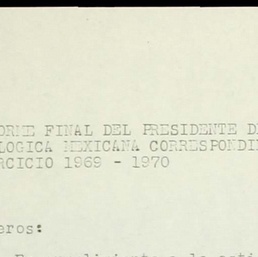 ORME FINAL DEL PRESIDENTE D
LOGICA MEXICANA CORRESPONDI
RCICIO 1969 - 1970
eros: